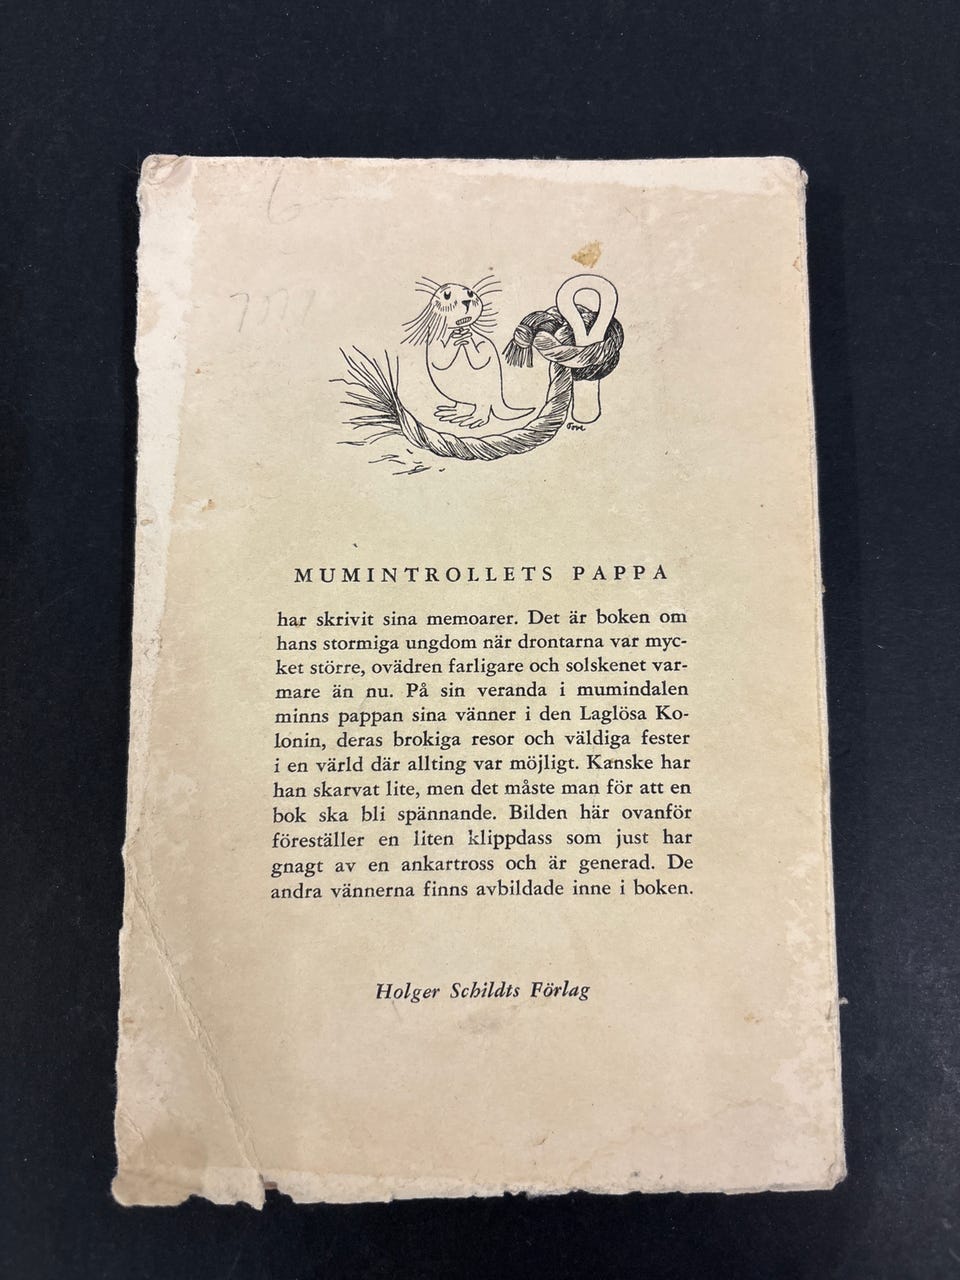 6-
Tove
MUMINTROLLETS PAPPA
har skrivit sina memoarer. Det är boken om
hans stormiga ungdom när drontarna var myc-
ket större, ovädren farligare och solskenet var-
mare än nu. På sin veranda i mumindalen
minns pappan sina vänner i den Laglösa Ko-
lonin, deras brokiga resor och väldiga fester
i en värld där allting var möjligt. Kanske har
han skarvat lite, men det måste man för att en
bok ska bli spännande. Bilden här ovanför
föreställer en liten klippdass som just har
gnagt av en ankartross och är generad. De
andra vännerna finns avbildade inne i boken.
Holger Schildts Förlag